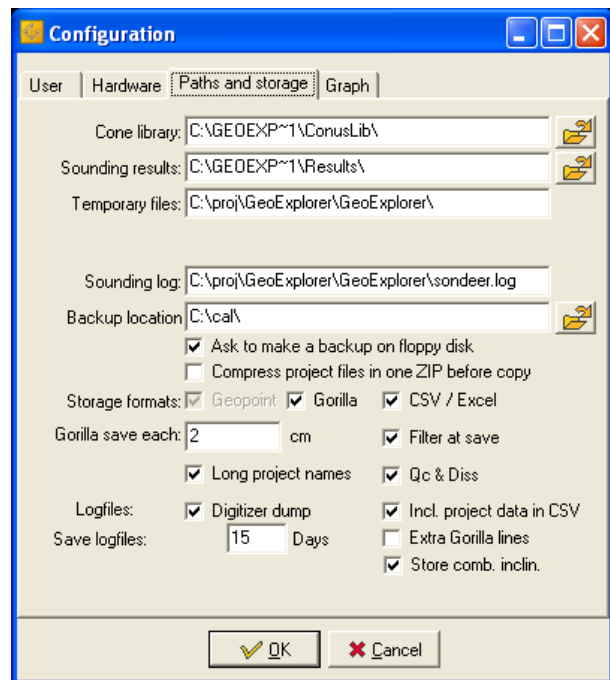 Configuration
User Hardware Paths and storage Graph
Cone library: C:\GEOEXP~1\ConusLib\
Sounding results: C:\GEOEXP~1\Results\
Temporary files: C:\proj\GeoExplorer\GeoExplorer\
Sounding log: C:\proj\GeoExplorer\GeoExplorer\sondeer.log
Backup location C:\cal\
Ask to make a backup on floppy disk
Compress project files in one ZIP before copy
Storage formats: Geopoint Gorilla CSV / Excel
Gorilla save each: 2 cm Filter at save
Long project names Qc & Diss
Logfiles: Digitizer dump Incl. project data in CSV
Save logfiles: 15 Days Extra Gorilla lines
Store comb. inclin.
OK Cancel